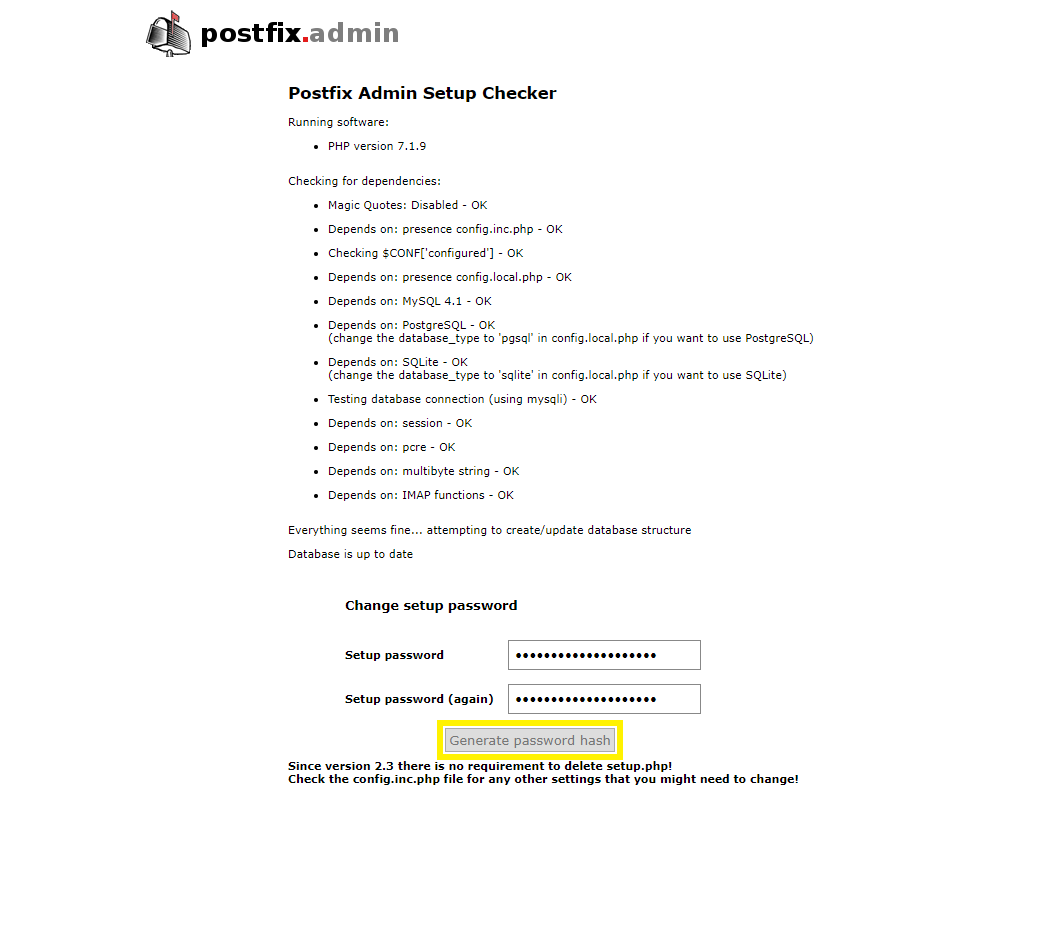 postfix.admin
Postfix Admin Setup Checker
Running software:
• PHP version 7.1.9
Checking for dependencies:
• Magic Quotes: Disabled - OK
• Depends on: presence config.inc.php - OK
• Checking $CONF['configured'] - OK
• Depends on: presence config.local.php - OK
• Depends on: MySQL 4.1 - OK
• Depends on: PostgreSQL - OK
(change the database_type to 'pgsql' in config.local.php if you want to use PostgreSQL)
• Depends on: SQLite - OK
(change the database_type to 'sqlite' in config.local.php if you want to use SQLite)
• Testing database connection (using mysqli) - OK
• Depends on: session - OK
• Depends on: pcre - OK
• Depends on: multibyte string - OK
• Depends on: IMAP functions - OK
Everything seems fine... attempting to create/update database structure
Database is up to date
Change setup password
Setup password ••••••••••••••••••••
Setup password (again) ••••••••••••••••••••
Generate password hash
Since version 2.3 there is no requirement to delete setup.php!
Check the config.inc.php file for any other settings that you might need to change!